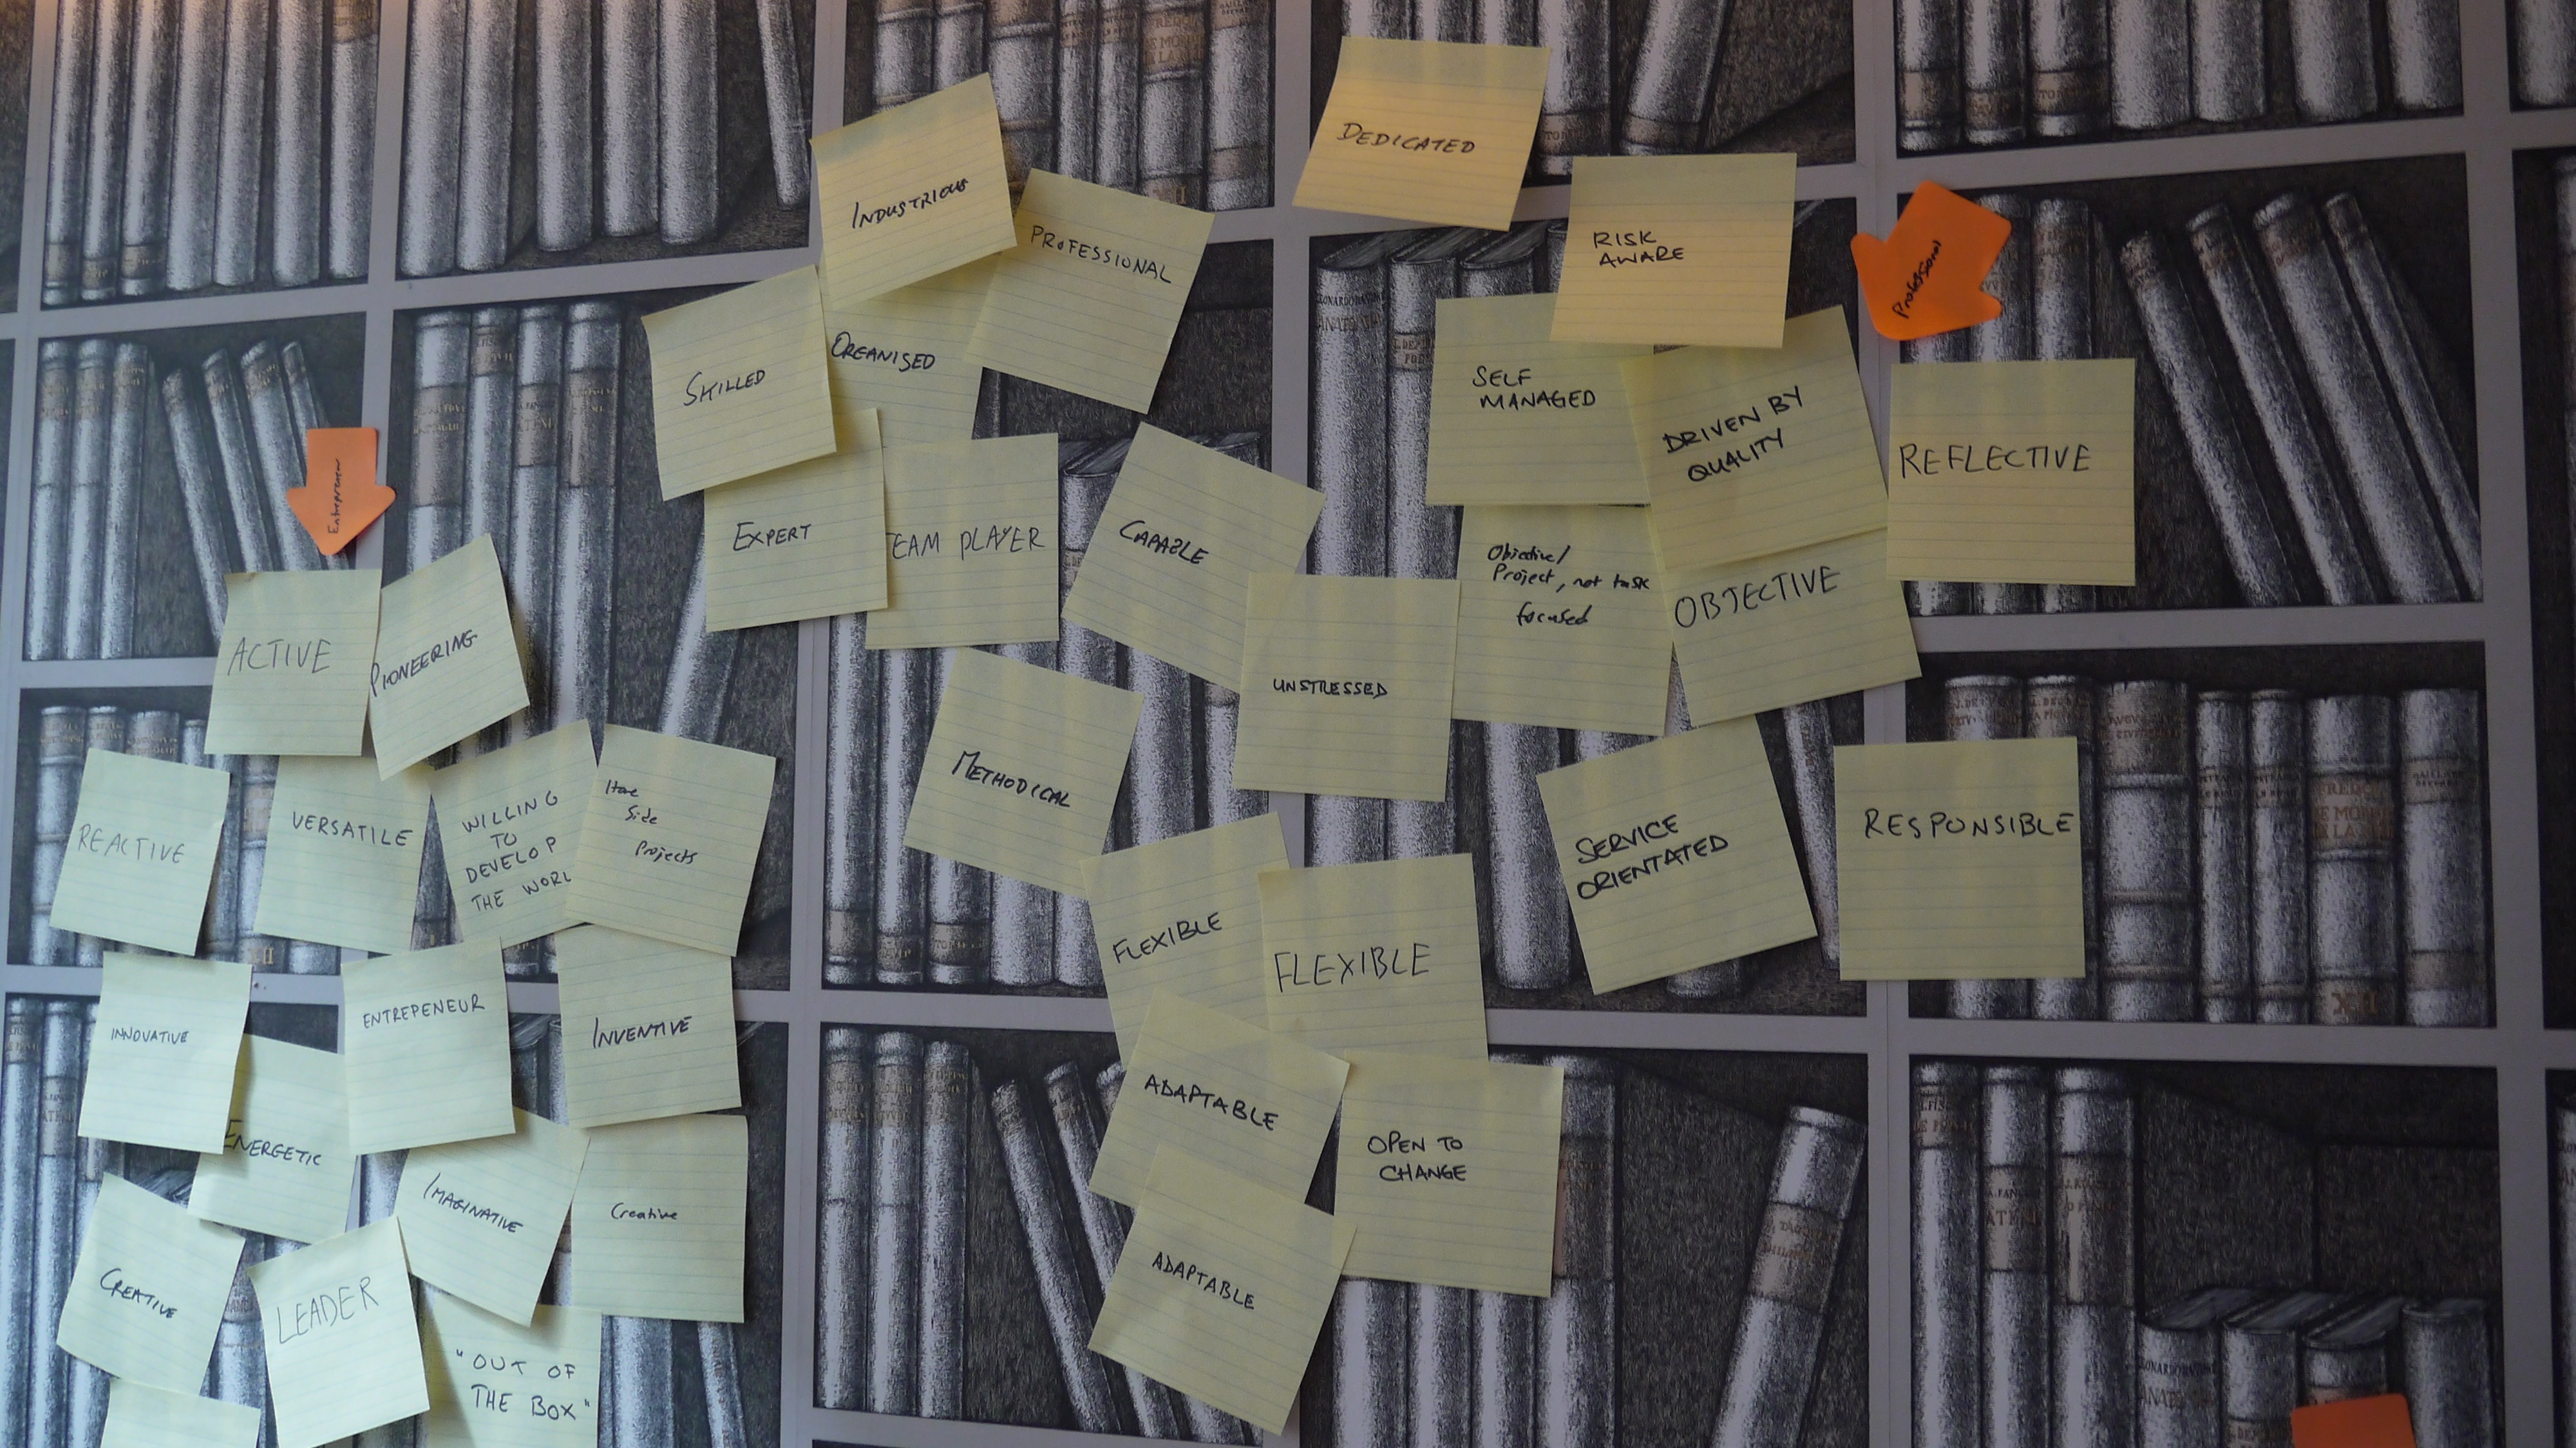 DEDICATED
INDUSTRIOUS
PROFESSIONAL
RISK
AWARE
Professional
SKILLED
ORGANISED
SELF
MANAGED
DRIVEN BY
QUALITY
REFLECTIVE
Entrepreneur
EXPERT
EAM PLAYER
CAPABLE
Objective/
Project, not task
focused
OBJECTIVE
ACTIVE
PIONEERING
UNSTRESSED
METHODICAL
REACTIVE
VERSATILE
WILLING
TO
DEVELOP
THE WORL
Have
Side
Projects
SERVICE
ORIENTATED
RESPONSIBLE
FLEXIBLE
FLEXIBLE
INNOVATIVE
ENTREPENEUR
INVENTIVE
ENERGETIC
IMAGINATIVE
Creative
ADAPTABLE
OPEN TO
CHANGE
CREATIVE
LEADER
"OUT OF
THE BOX"
ADAPTABLE
XII